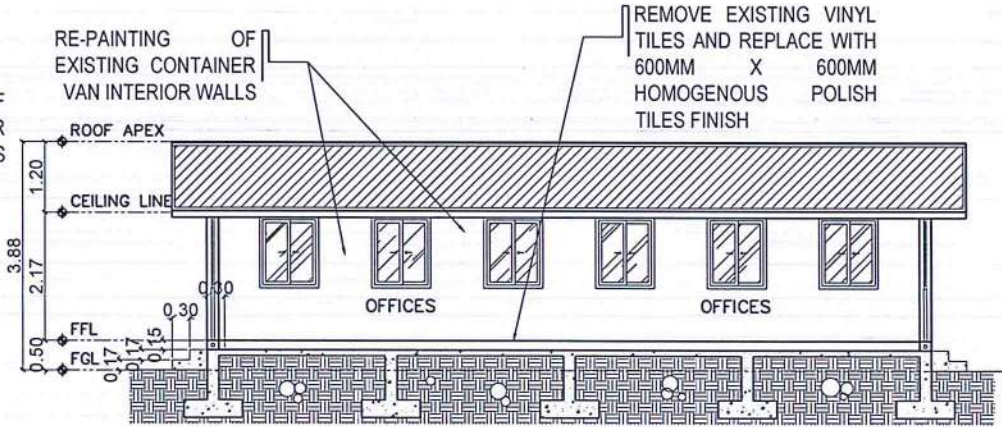 RE-PAINTING OF
EXISTING CONTAINER
VAN INTERIOR WALLS
REMOVE EXISTING VINYL
TILES AND REPLACE WITH
600MM X 600MM
HOMOGENOUS POLISH
TILES FINISH
ROOF APEX
1.20
CEILING LINE
3.88
2.17
0.30
0.30
OFFICES
OFFICES
FFL
0.50
0.15
0.17
0.17
FGL